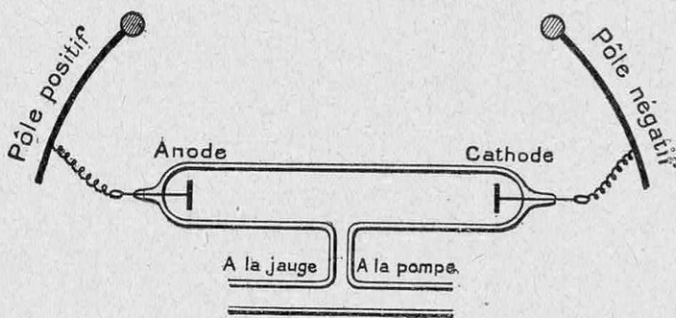 Pôle positif
Pôle négatif
Anode
Cathode
A la jauge
A la pompe